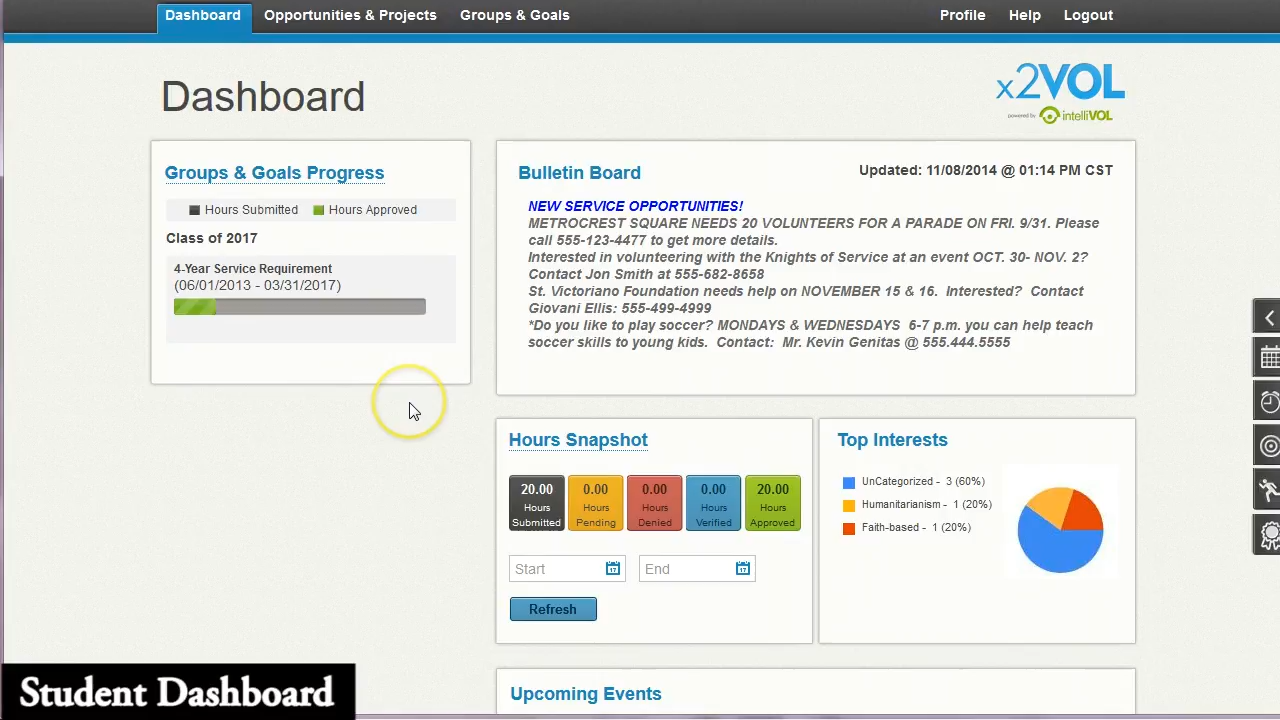 Dashboard
Opportunities & Projects
Groups & Goals
Profile
Help
Logout
Dashboard
x2VOL
powered by intelliVOL
Groups & Goals Progress
Hours Submitted
Hours Approved
Class of 2017
4-Year Service Requirement
(06/01/2013 - 03/31/2017)
Bulletin Board
Updated: 11/08/2014 @ 01:14 PM CST
NEW SERVICE OPPORTUNITIES!
METROCREST SQUARE NEEDS 20 VOLUNTEERS FOR A PARADE ON FRI. 9/31. Please
call 555-123-4477 to get more details.
Interested in volunteering with the Knights of Service at an event OCT. 30- NOV. 2?
Contact Jon Smith at 555-682-8658
St. Victoriano Foundation needs help on NOVEMBER 15 & 16. Interested? Contact
Giovani Ellis: 555-499-4999
*Do you like to play soccer? MONDAYS & WEDNESDAYS 6-7 p.m. you can help teach
soccer skills to young kids. Contact: Mr. Kevin Genitas @ 555.444.5555
Hours Snapshot
20.00
Hours
Submitted
0.00
Hours
Pending
0.00
Hours
Denied
0.00
Hours
Verified
20.00
Hours
Approved
Start
17
End
17
Refresh
Top Interests
UnCategorized - 3 (60%)
Humanitarianism - 1 (20%)
Faith-based - 1 (20%)
Upcoming Events
Student Dashboard